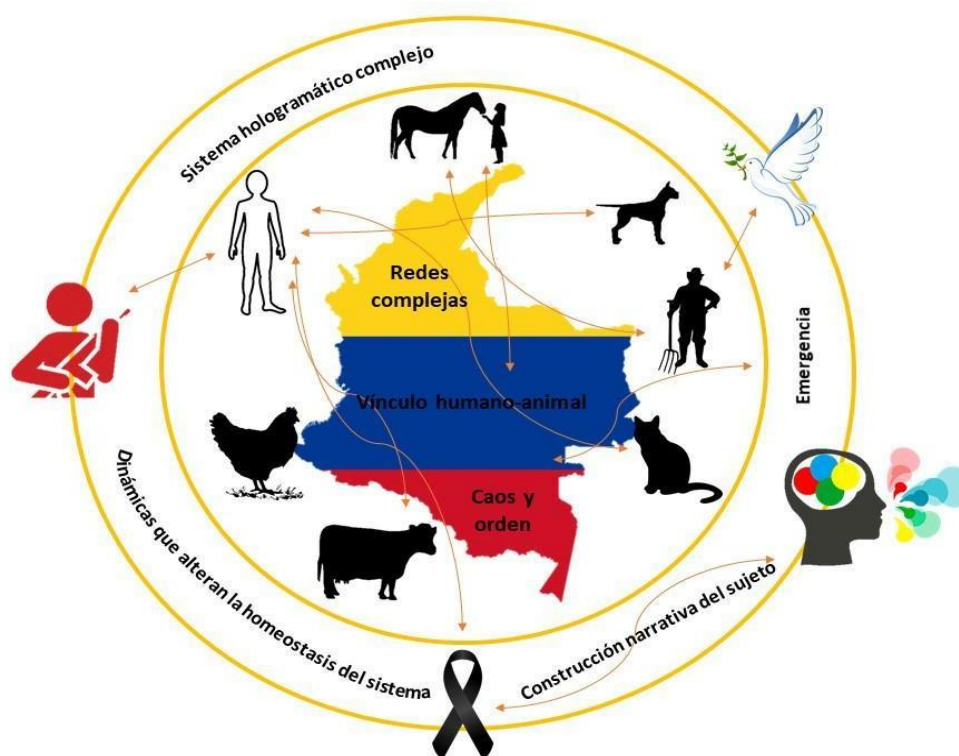 Sistema hologramático complejo
Redes
complejas
Vínculo humano-animal
Caos y
orden
Emergencia
Dinámicas que alteran la homeostasis del sistema
Construcción narrativa del sujeto